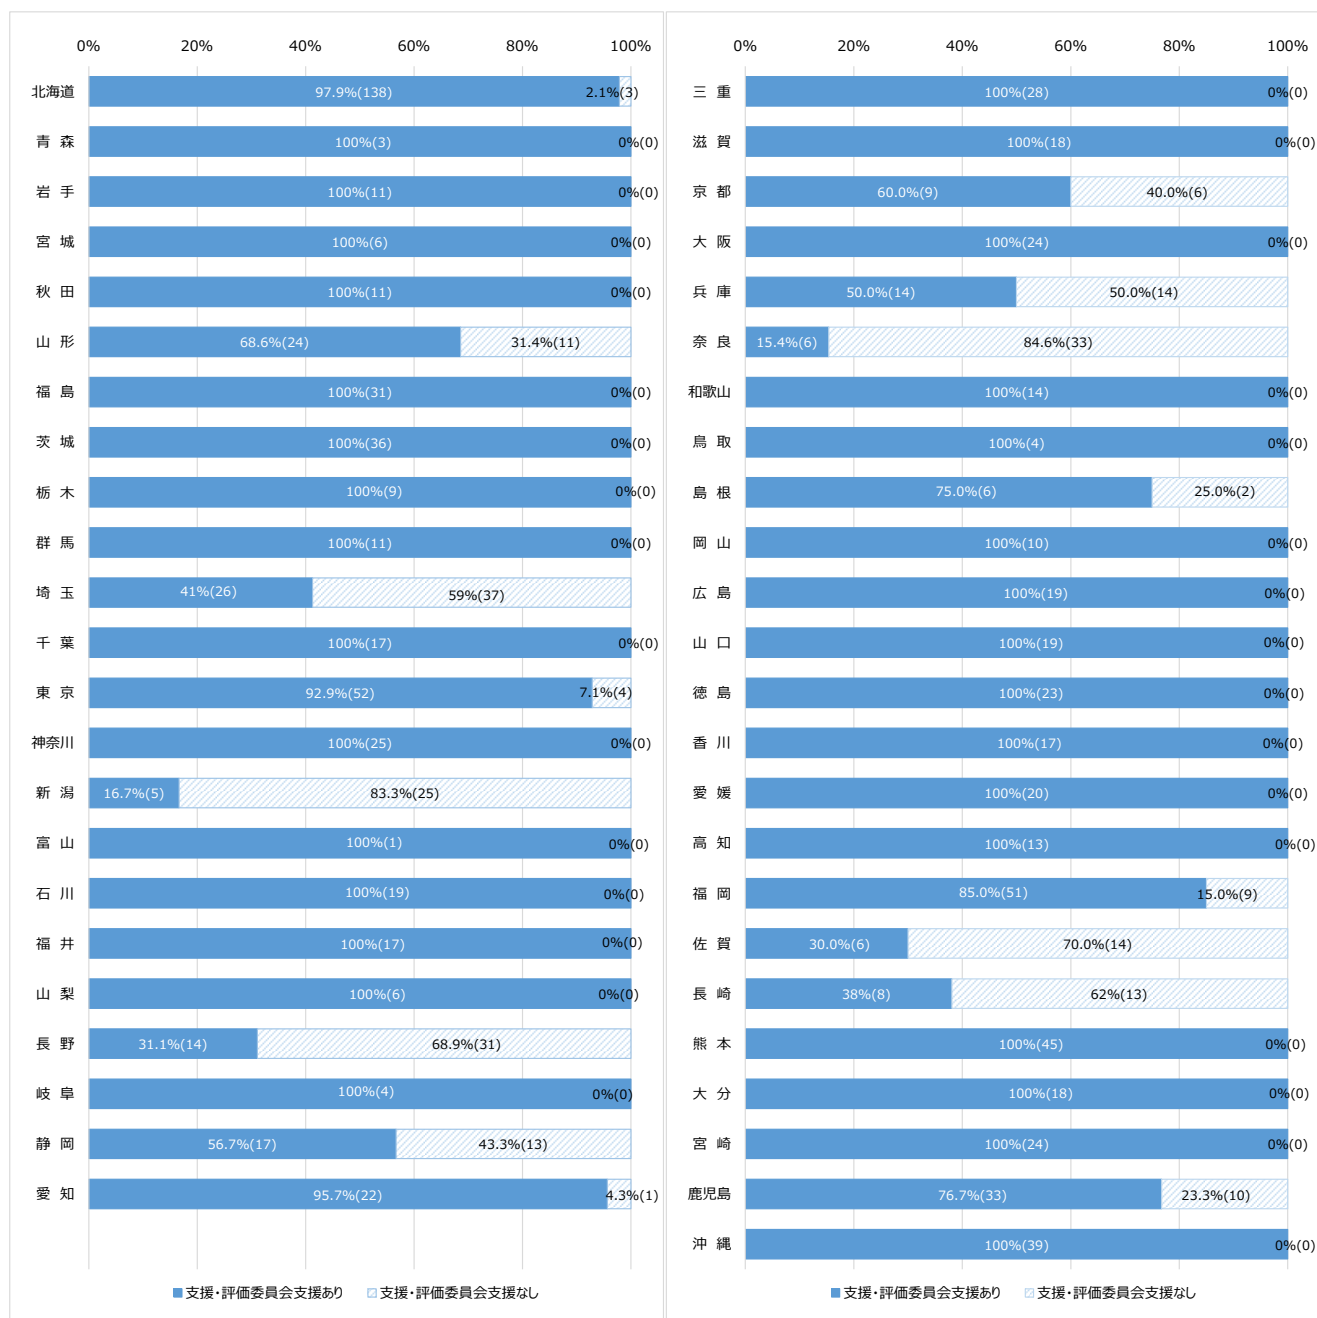 0% 20% 40% 60% 80% 100%
北海道 97.9%(138) 2.1%(3)
青 森 100%(3) 0%(0)
岩 手 100%(11) 0%(0)
宮 城 100%(6) 0%(0)
秋 田 100%(11) 0%(0)
山 形 68.6%(24) 31.4%(11)
福 島 100%(31) 0%(0)
茨 城 100%(36) 0%(0)
栃 木 100%(9) 0%(0)
群 馬 100%(11) 0%(0)
埼 玉 41%(26) 59%(37)
千 葉 100%(17) 0%(0)
東 京 92.9%(52) 7.1%(4)
神奈川 100%(25) 0%(0)
新 潟 16.7%(5) 83.3%(25)
富 山 100%(1) 0%(0)
石 川 100%(19) 0%(0)
福 井 100%(17) 0%(0)
山 梨 100%(6) 0%(0)
長 野 31.1%(14) 68.9%(31)
岐 阜 100%(4) 0%(0)
静 岡 56.7%(17) 43.3%(13)
愛 知 95.7%(22) 4.3%(1)
支援・評価委員会支援あり 支援・評価委員会支援なし
0% 20% 40% 60% 80% 100%
三 重 100%(28) 0%(0)
滋 賀 100%(18) 0%(0)
京 都 60.0%(9) 40.0%(6)
大 阪 100%(24) 0%(0)
兵 庫 50.0%(14) 50.0%(14)
奈 良 15.4%(6) 84.6%(33)
和歌山 100%(14) 0%(0)
鳥 取 100%(4) 0%(0)
島 根 75.0%(6) 25.0%(2)
岡 山 100%(10) 0%(0)
広 島 100%(19) 0%(0)
山 口 100%(19) 0%(0)
徳 島 100%(23) 0%(0)
香 川 100%(17) 0%(0)
愛 媛 100%(20) 0%(0)
高 知 100%(13) 0%(0)
福 岡 85.0%(51) 15.0%(9)
佐 賀 30.0%(6) 70.0%(14)
長 崎 38%(8) 62%(13)
熊 本 100%(45) 0%(0)
大 分 100%(18) 0%(0)
宮 崎 100%(24) 0%(0)
鹿児島 76.7%(33) 23.3%(10)
沖 縄 100%(39) 0%(0)
支援・評価委員会支援あり 支援・評価委員会支援なし